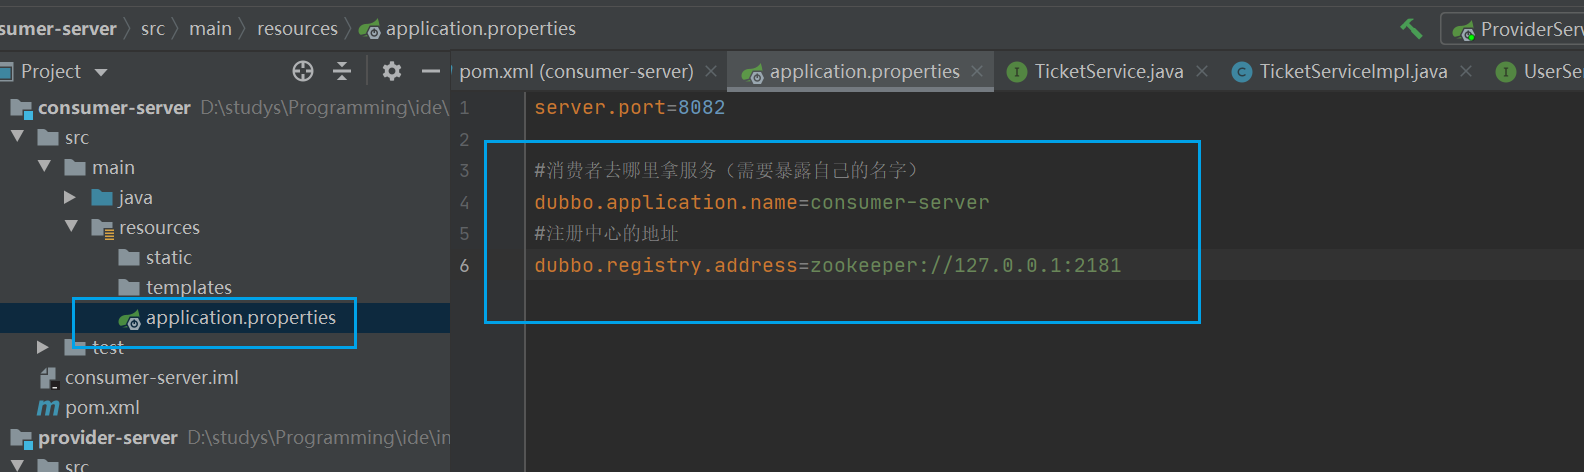 sumer-server 〉 src 〉 main 〉 resources 〉 application.properties
ProviderSer
Project
pom.xml (consumer-server) × application.properties × TicketService.java × TicketServiceImpl.java × UserSe
consumer-server D:\studys\Programming\ide\
src
main
java
resources
static
templates
application.properties
test
consumer-server.iml
pom.xml
provider-server D:\studys\Programming\ide\in
src
1 server.port=8082
2
3 #消费者去哪里拿服务（需要暴露自己的名字）
4 dubbo.application.name=consumer-server
5 #注册中心的地址
6 dubbo.registry.address=zookeeper://127.0.0.1:2181